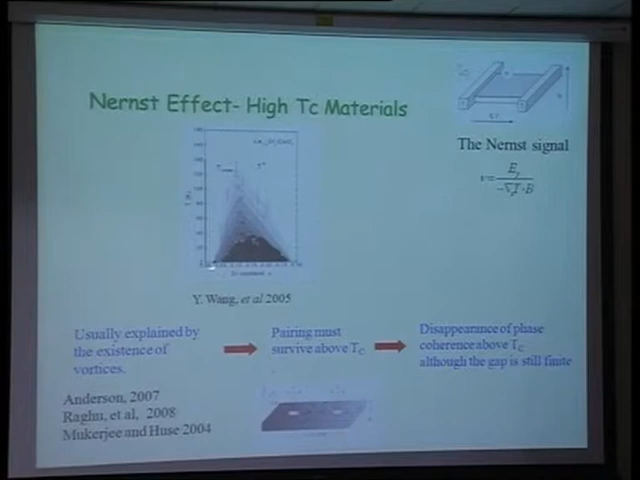 Nernst Effect- High Tc Materials
The Nernst signal
Y. Wang, et al 2005
Usually explained by
the existence of
vortices.
Pairing must
survive above TC
Disappearance of phase
coherence above TC
although the gap is still finite
Anderson, 2007
Raghu, et al, 2008
Mukerjee and Huse 2004